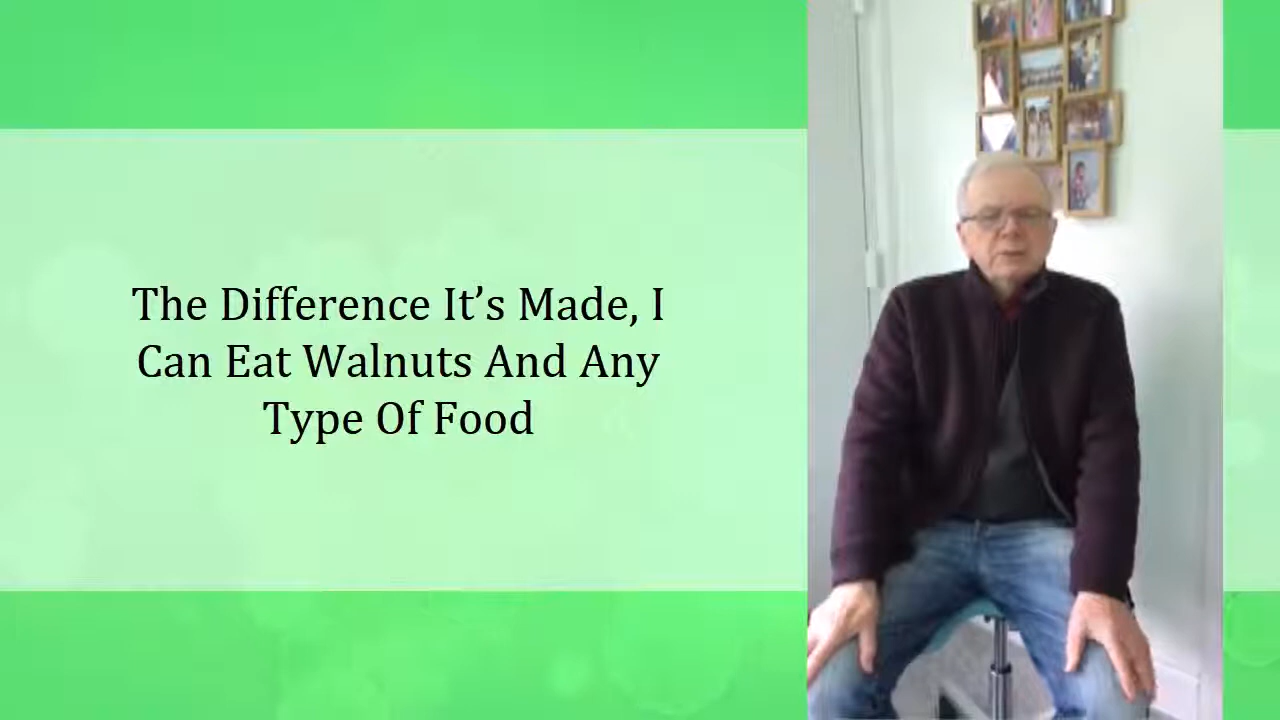 The Difference It’s Made, I
Can Eat Walnuts And Any
Type Of Food